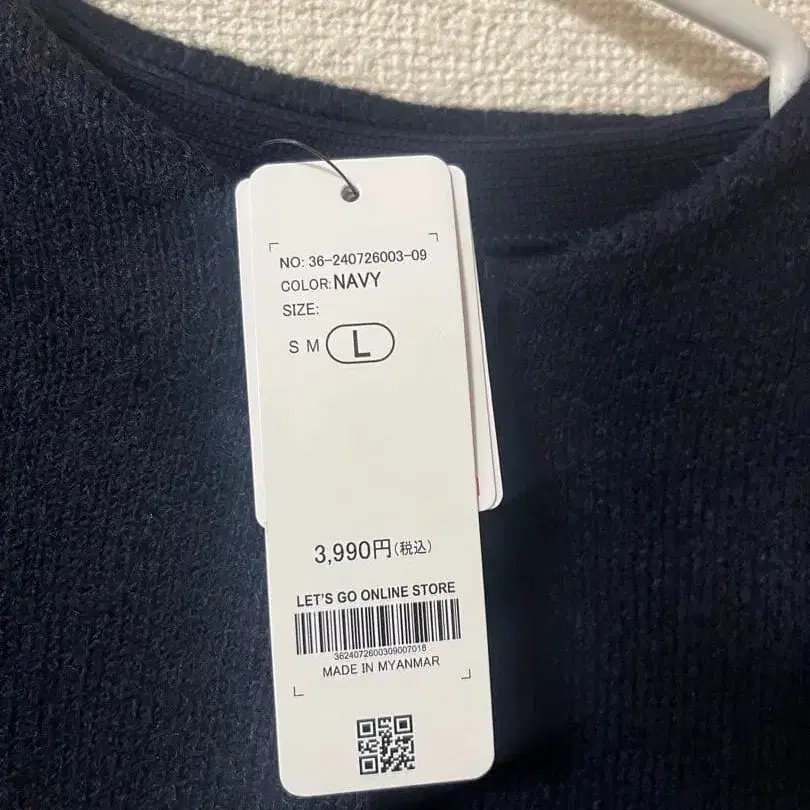 NO: 36-240726003-09
COLOR:NAVY
SIZE:
S M L
3,990円(税込)
LET'S GO ONLINE STORE
3624072600309007018
MADE IN MYANMAR